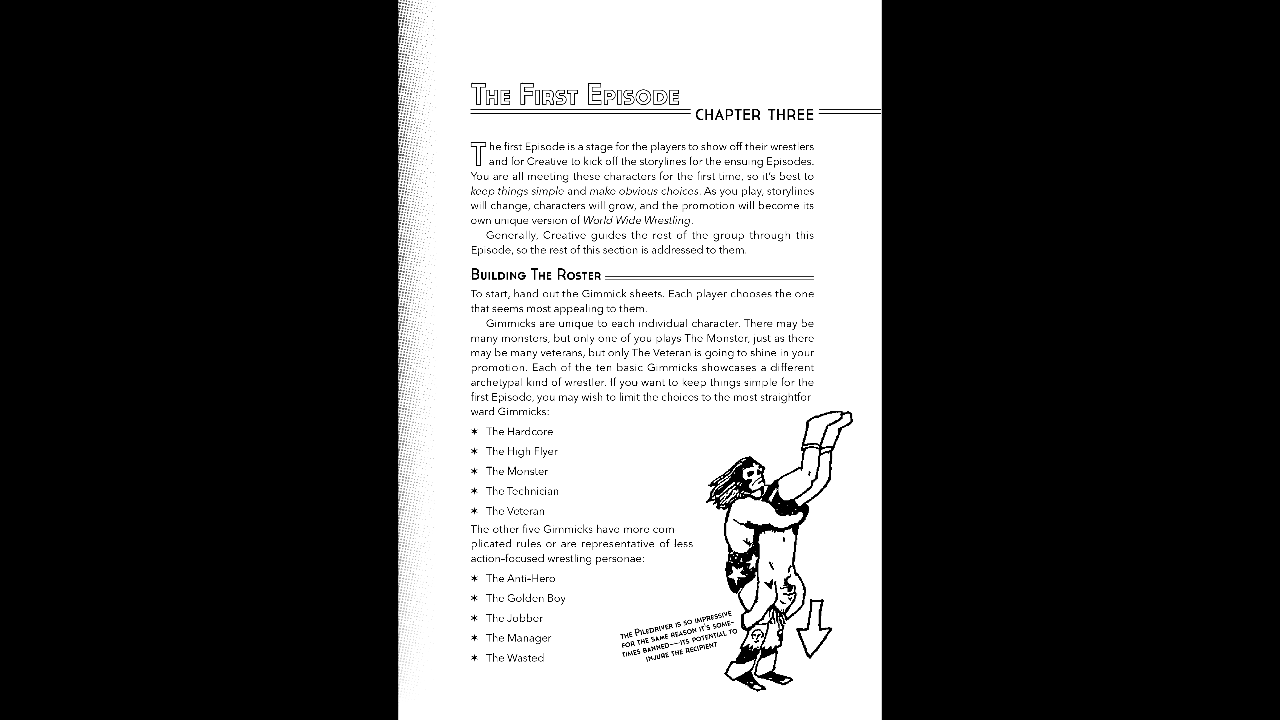 The First Episode
CHAPTER THREE
The first Episode is a stage for the players to show off their wrestlers
and for Creative to kick off the storylines for the ensuing Episodes.
You are all meeting these characters for the first time, so it's best to
keep things simple and make obvious choices. As you play, storylines
will change, characters will grow, and the promotion will become its
own unique version of World Wide Wrestling.
Generally, Creative guides the rest of the group through this
Episode, so the rest of this section is addressed to them.
Building The Roster
To start, hand out the Gimmick sheets. Each player chooses the one
that seems most appealing to them.
Gimmicks are unique to each individual character. There may be
many monsters, but only one of you plays The Monster, just as there
may be many veterans, but only The Veteran is going to shine in your
promotion. Each of the ten basic Gimmicks showcases a different
archetypal kind of wrestler. If you want to keep things simple for the
first Episode, you may wish to limit the choices to the most straightfor
ward Gimmicks:
✶ The Hardcore
✶ The High Flyer
✶ The Monster
✶ The Technician
✶ The Veteran
The other five Gimmicks have more com
plicated rules or are representative of less
action-focused wrestling personae:
✶ The Anti-Hero
✶ The Golden Boy
✶ The Jobber
✶ The Manager
✶ The Wasted
The Piledriver is so impressive
for the same reason it's some-
times banned--its potential to
injure the recipient